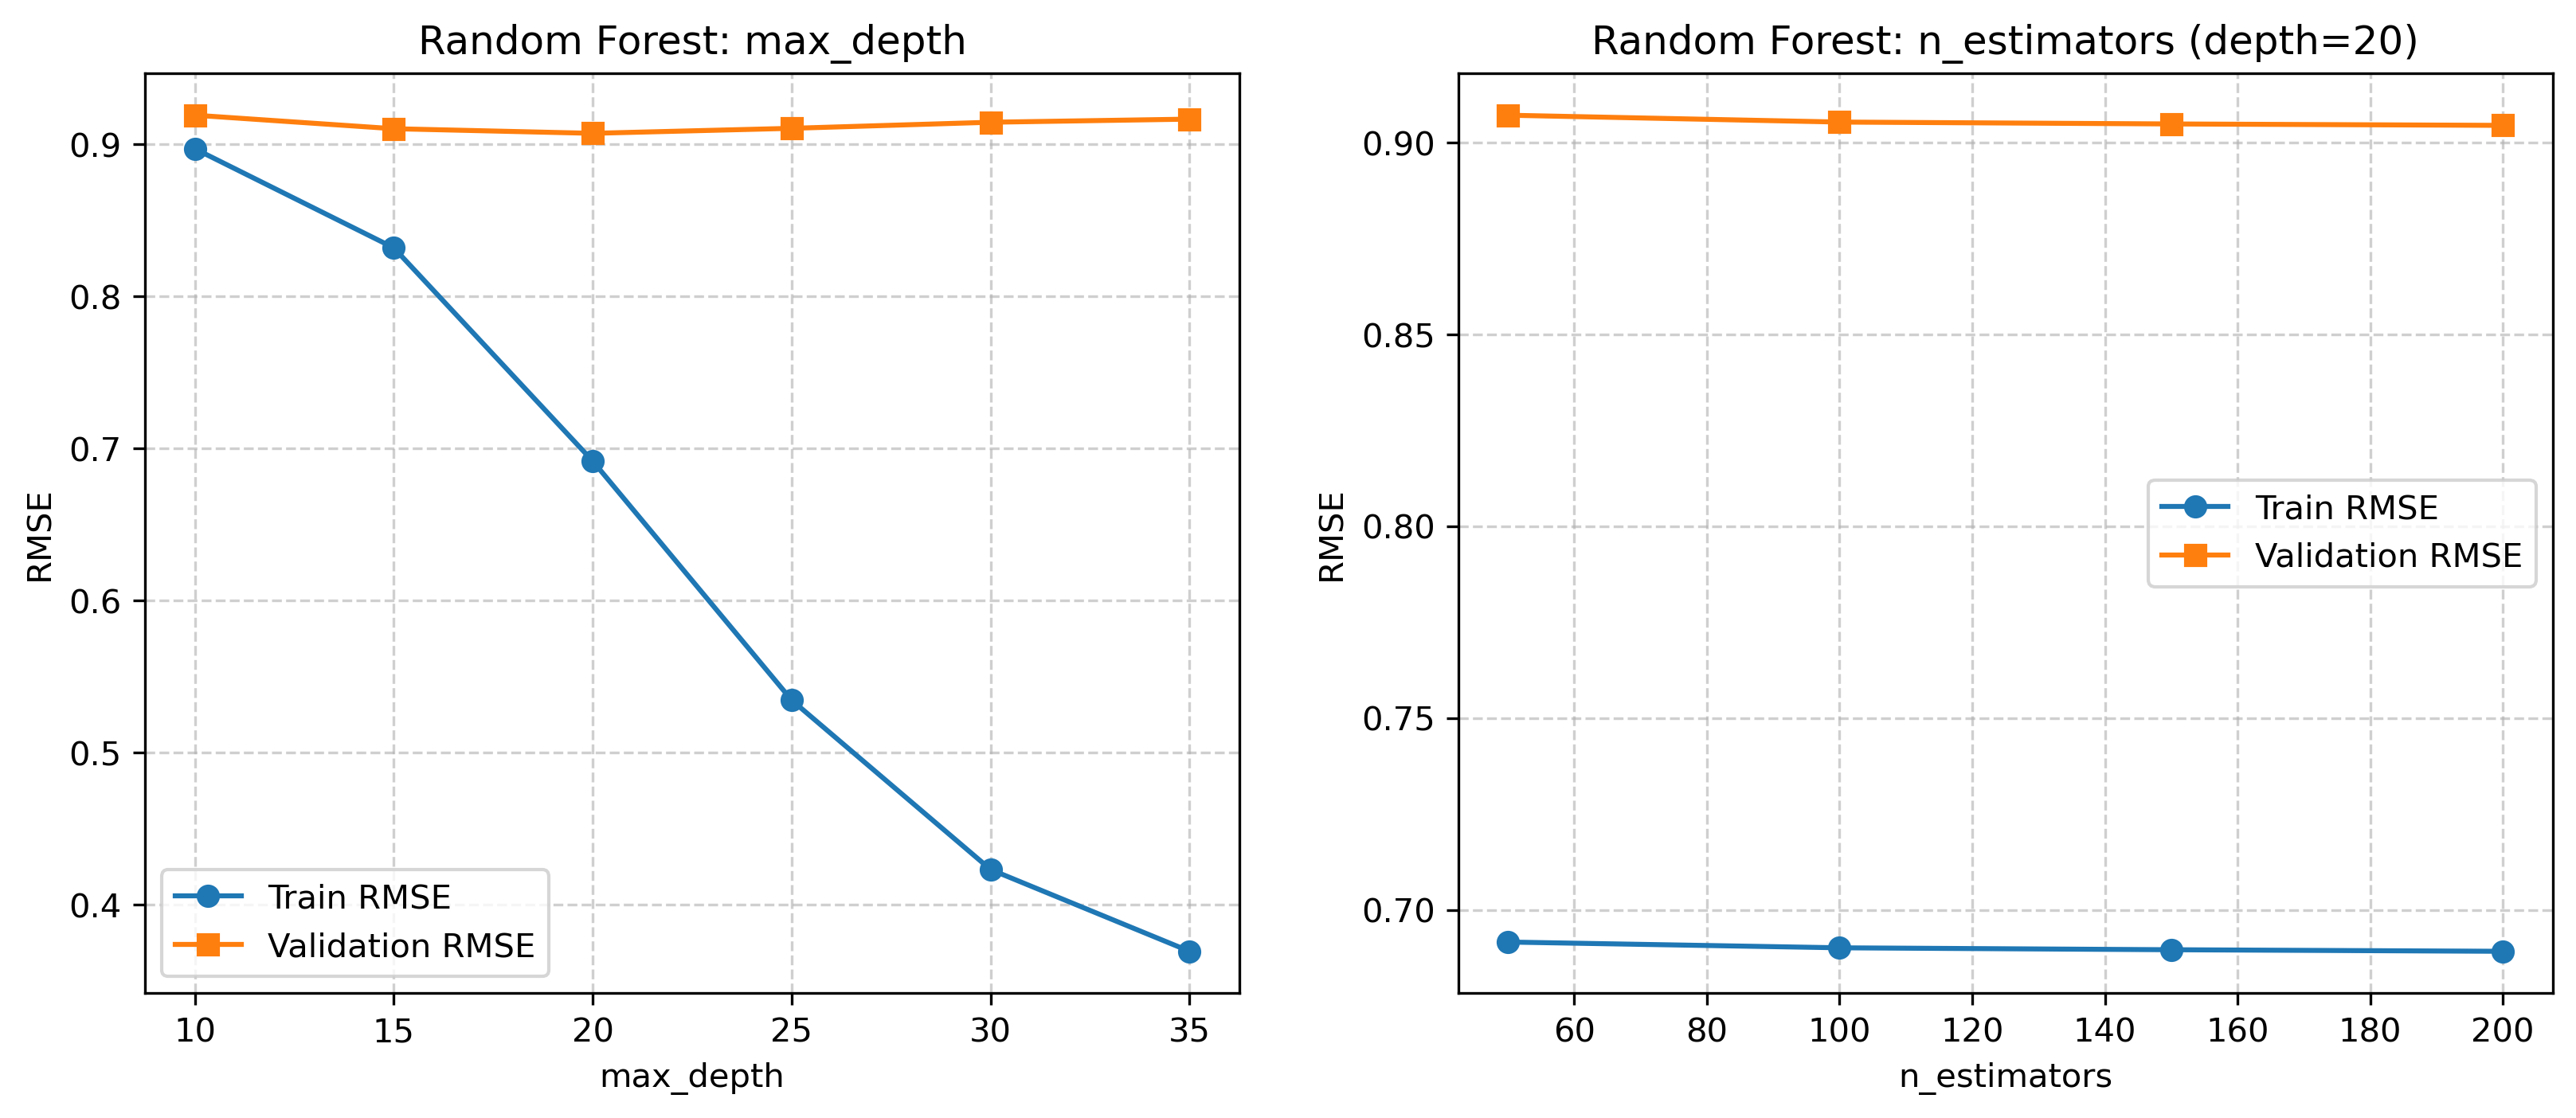 Random Forest: max_depth
RMSE
0.9
0.8
0.7
0.6
0.5
0.4
Train RMSE
Validation RMSE
10 15 20 25 30 35
max_depth
Random Forest: n_estimators (depth=20)
RMSE
0.90
0.85
0.80
0.75
0.70
Train RMSE
Validation RMSE
60 80 100 120 140 160 180 200
n_estimators